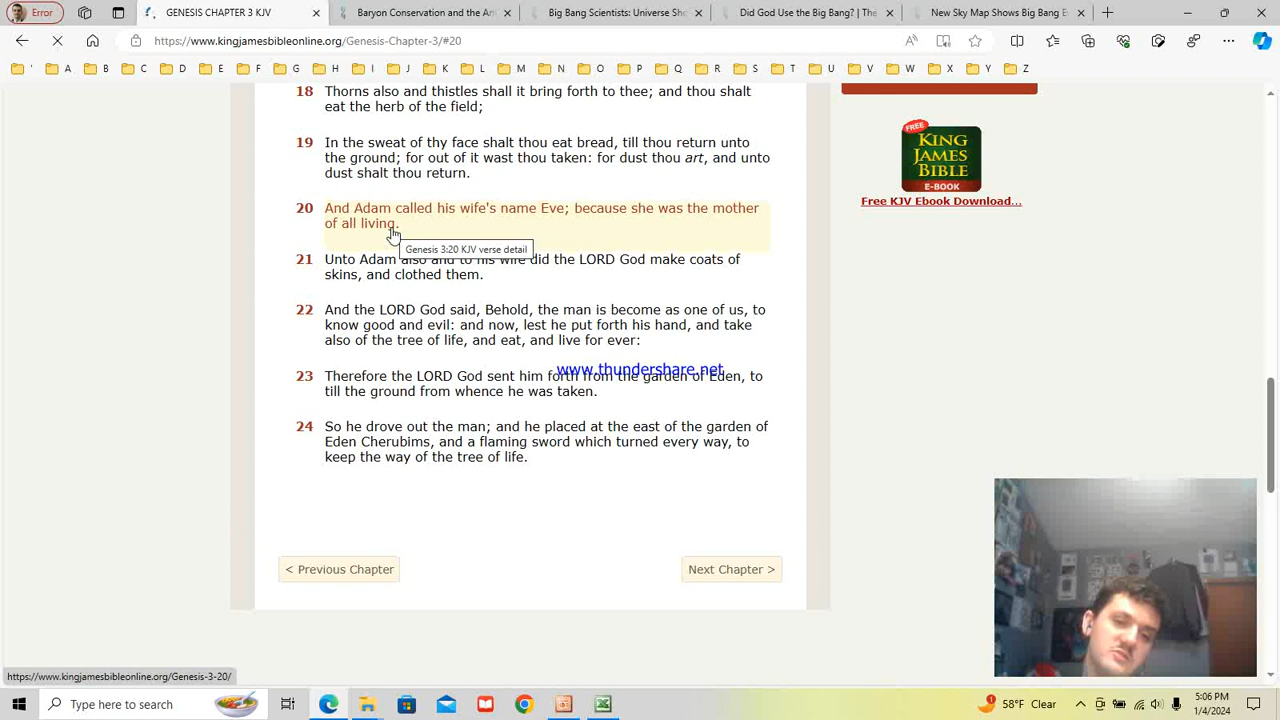 Error
GENESIS CHAPTER 3 KJV
Baryon Conservation and the Ant
Big Bang Scientists: Universe Sho
Did God Use the Big Bang? | The
New Sky Map Shows Big Bang E
https://www.kingjamesbibleonline.org/Genesis-Chapter-3/#20
' A B C D E F G H I J K L M N O P Q R S T U V W X Y Z
18 Thorns also and thistles shall it bring forth to thee; and thou shalt
eat the herb of the field;
19 In the sweat of thy face shalt thou eat bread, till thou return unto
the ground; for out of it wast thou taken: for dust thou art, and unto
dust shalt thou return.
20 And Adam called his wife's name Eve; because she was the mother
of all living.
Genesis 3:20 KJV verse detail
21 Unto Adam also and to his wife did the LORD God make coats of
skins, and clothed them.
22 And the LORD God said, Behold, the man is become as one of us, to
know good and evil: and now, lest he put forth his hand, and take
also of the tree of life, and eat, and live for ever:
www.thundershare.net
23 Therefore the LORD God sent him forth from the garden of Eden, to
till the ground from whence he was taken.
24 So he drove out the man; and he placed at the east of the garden of
Eden Cherubims, and a flaming sword which turned every way, to
keep the way of the tree of life.
< Previous Chapter
Next Chapter >
FREE
KING
JAMES
BIBLE
E-BOOK
Free KJV Ebook Download...
https://www.kingjamesbibleonline.org/Genesis-3-20/
Type here to search
58°F Clear
5:06 PM
1/4/2024